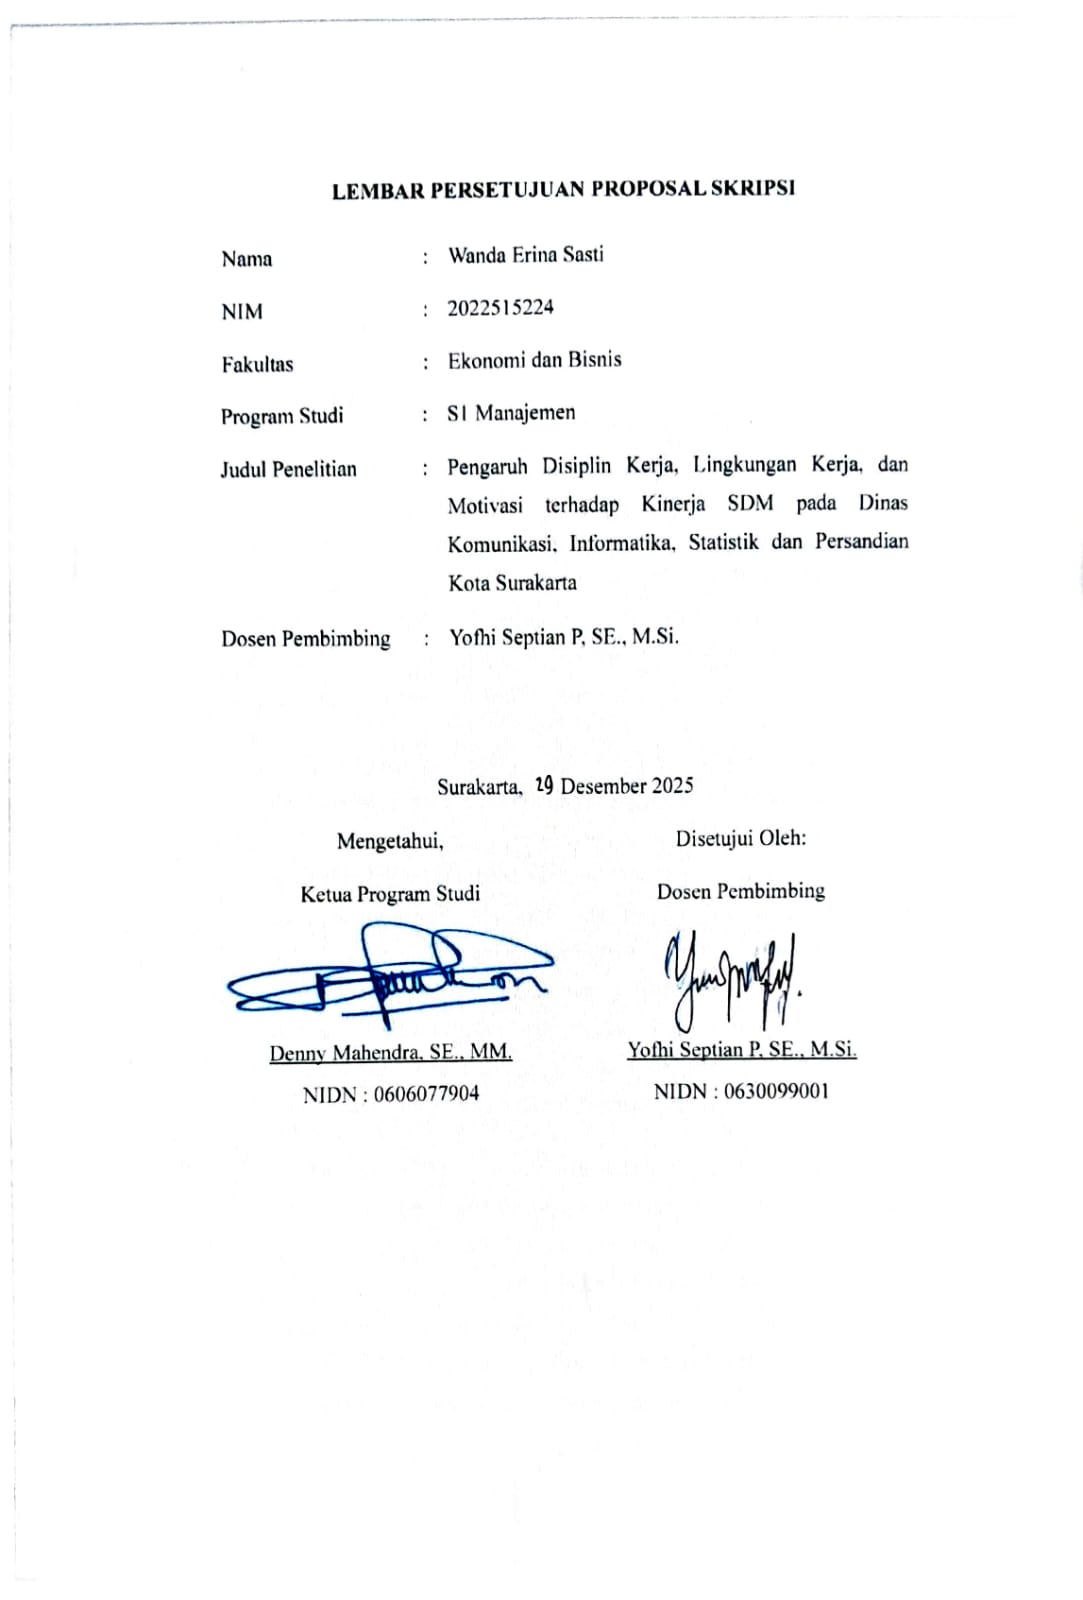 LEMBAR PERSETUJUAN PROPOSAL SKRIPSI
Nama : Wanda Erina Sasti
NIM : 2022515224
Fakultas : Ekonomi dan Bisnis
Program Studi : S1 Manajemen
Judul Penelitian : Pengaruh Disiplin Kerja, Lingkungan Kerja, dan
Motivasi terhadap Kinerja SDM pada Dinas
Komunikasi, Informatika, Statistik dan Persandian
Kota Surakarta
Dosen Pembimbing : Yofhi Septian P, SE., M.Si.
Surakarta, 29 Desember 2025
Mengetahui, Disetujui Oleh:
Ketua Program Studi Dosen Pembimbing
Denny Mahendra, SE., MM. Yofhi Septian P, SE., M.Si.
NIDN : 0606077904 NIDN : 0630099001